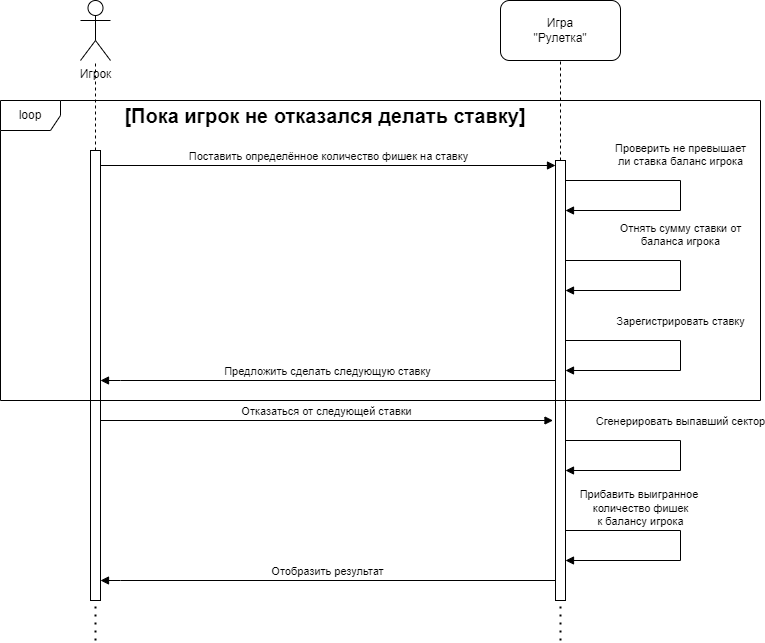 Игрок
Игра
"Рулетка"
loop
[Пока игрок не отказался делать ставку]
Поставить определённое количество фишек на ставку
Проверить не превышает
ли ставка баланс игрока
Отнять сумму ставки от
баланса игрока
Зарегистрировать ставку
Предложить сделать следующую ставку
Отказаться от следующей ставки
Сгенерировать выпавший сектор
Прибавить выигранное
количество фишек
к балансу игрока
Отобразить результат